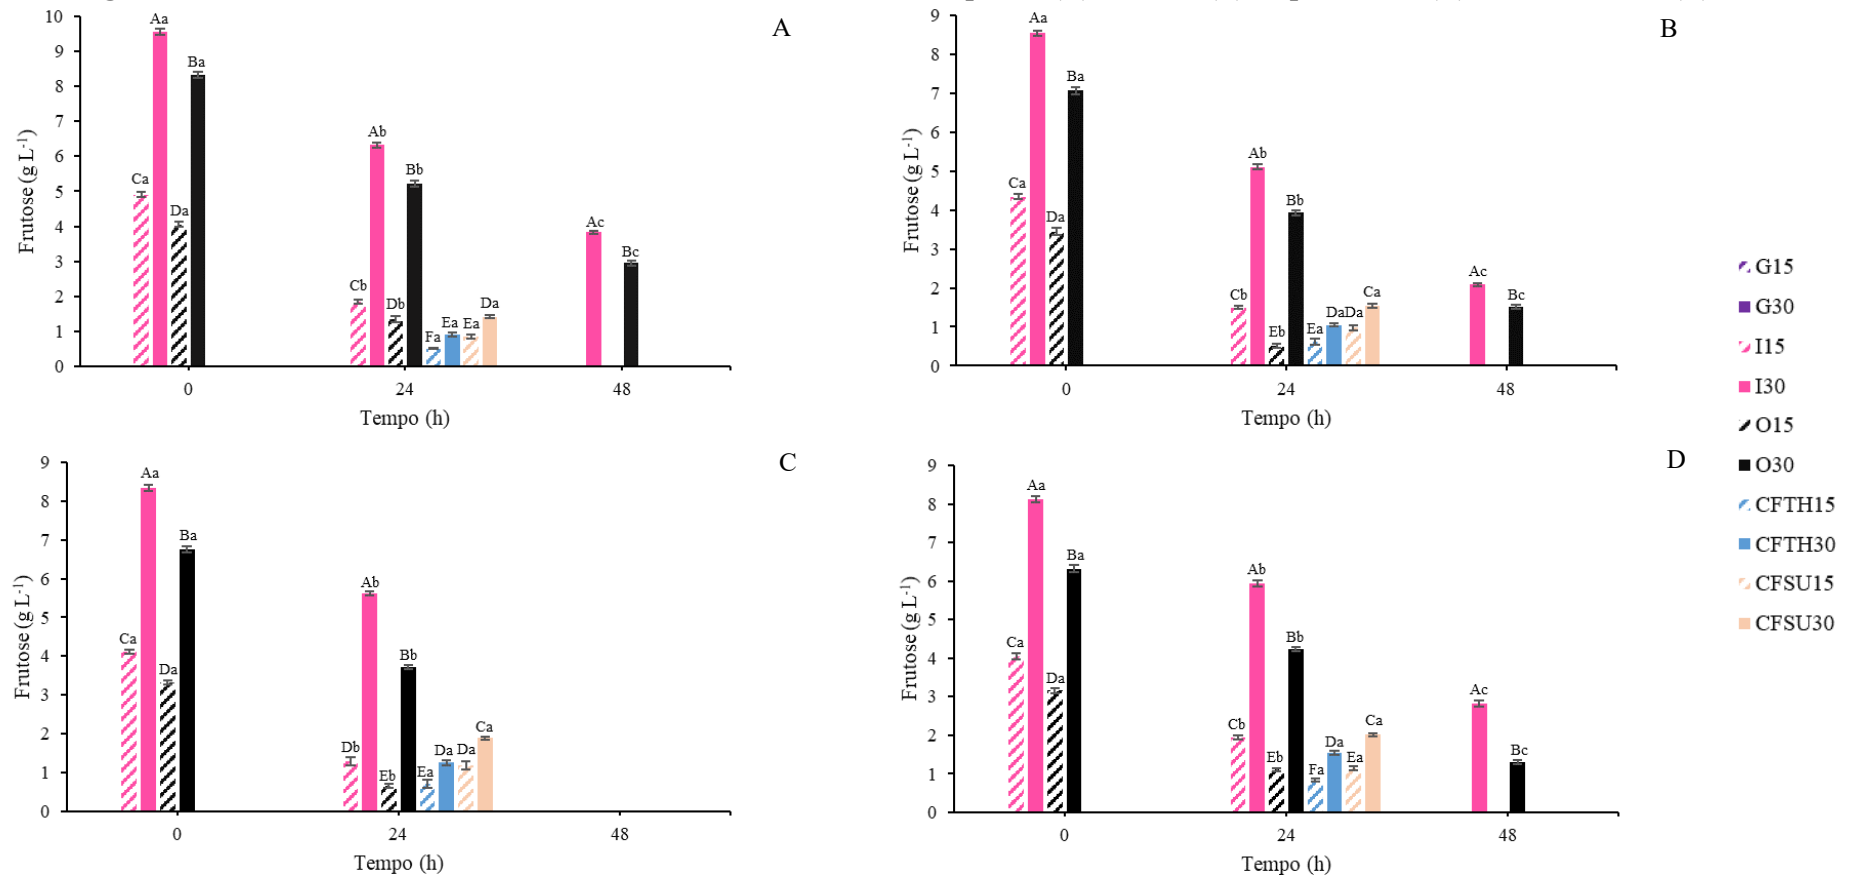 A
Frutose (g L-1)
10
9
8
7
6
5
4
3
2
1
0
Aa
Ba
Ca
Da
Ab
Bb
Cb
Db
Fa
Ea
Ea
Da
Ac
Bc
0
24
48
Tempo (h)
B
Frutose (g L-1)
9
8
7
6
5
4
3
2
1
0
Aa
Ba
Ca
Da
Ab
Bb
Cb
Eb
Ea
Da
Da
Ca
Ac
Bc
0
24
48
Tempo (h)
C
Frutose (g L-1)
9
8
7
6
5
4
3
2
1
0
Aa
Ba
Ca
Da
Ab
Bb
Db
Eb
Ea
Da
Da
Ca
0
24
48
Tempo (h)
D
Frutose (g L-1)
9
8
7
6
5
4
3
2
1
0
Aa
Ba
Ca
Da
Ab
Bb
Cb
Eb
Fa
Da
Ea
Ca
Ac
Bc
0
24
48
Tempo (h)
G15
G30
I15
I30
O15
O30
CFTH15
CFTH30
CFSU15
CFSU30